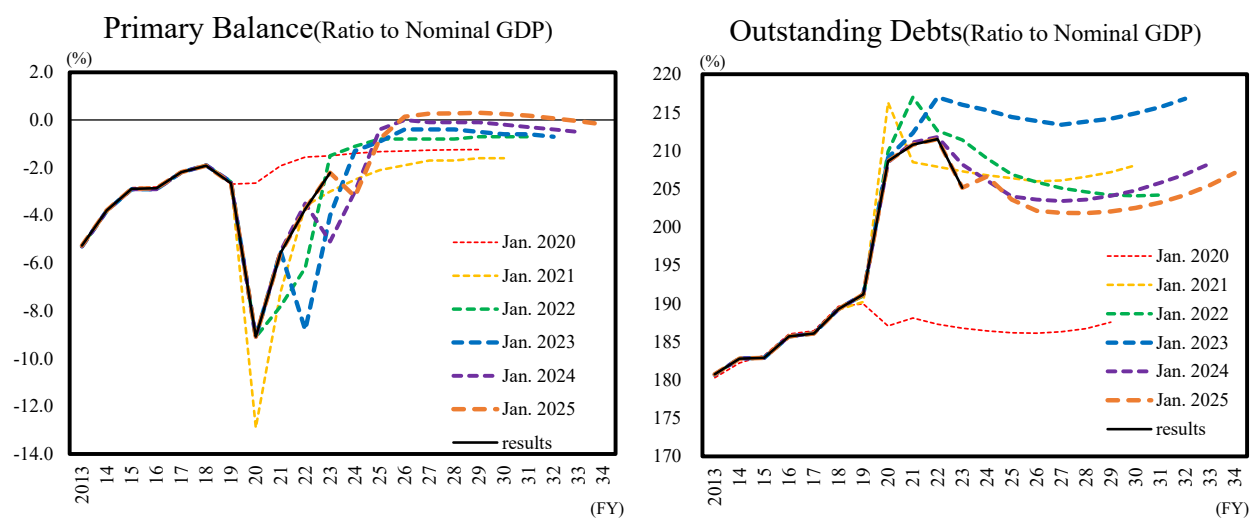 Primary Balance(Ratio to Nominal GDP)
(%)
2.0
0.0
-2.0
-4.0
-6.0
-8.0
-10.0
-12.0
-14.0
Jan. 2020
Jan. 2021
Jan. 2022
Jan. 2023
Jan. 2024
Jan. 2025
results
2013 14 15 16 17 18 19 20 21 22 23 24 25 26 27 28 29 30 31 32 33 34
(FY)
Outstanding Debts(Ratio to Nominal GDP)
(%)
220
215
210
205
200
195
190
185
180
175
170
Jan. 2020
Jan. 2021
Jan. 2022
Jan. 2023
Jan. 2024
Jan. 2025
results
2013 14 15 16 17 18 19 20 21 22 23 24 25 26 27 28 29 30 31 32 33 34
(FY)